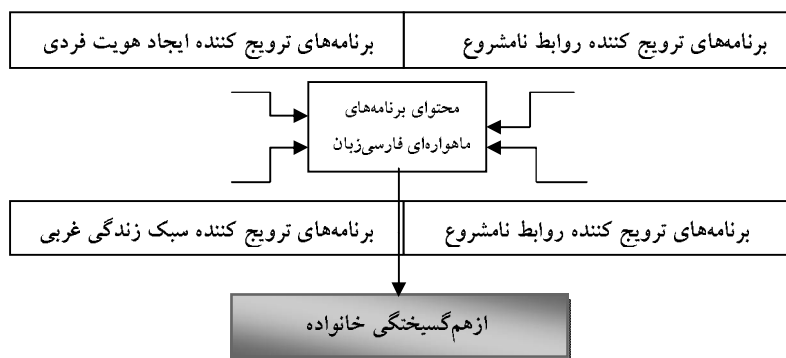 برنامه‌های ترویج کننده روابط نامشروع
برنامه‌های ترویج کننده ایجاد هویت فردی
محتوای برنامه‌های
ماهواره‌ای فارسی‌زبان
برنامه‌های ترویج کننده روابط نامشروع
برنامه‌های ترویج کننده سبک زندگی غربی
ازهم‌گسیختگی خانواده